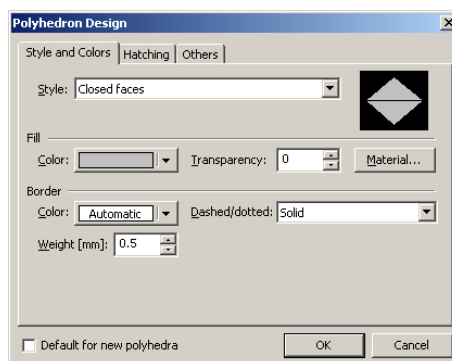 Polyhedron Design
Style and Colors Hatching Others
Style: Closed faces
Fill
Color: Transparency: 0 Material...
Border
Color: Automatic Dashed/dotted: Solid
Weight [mm]: 0.5
Default for new polyhedra OK Cancel